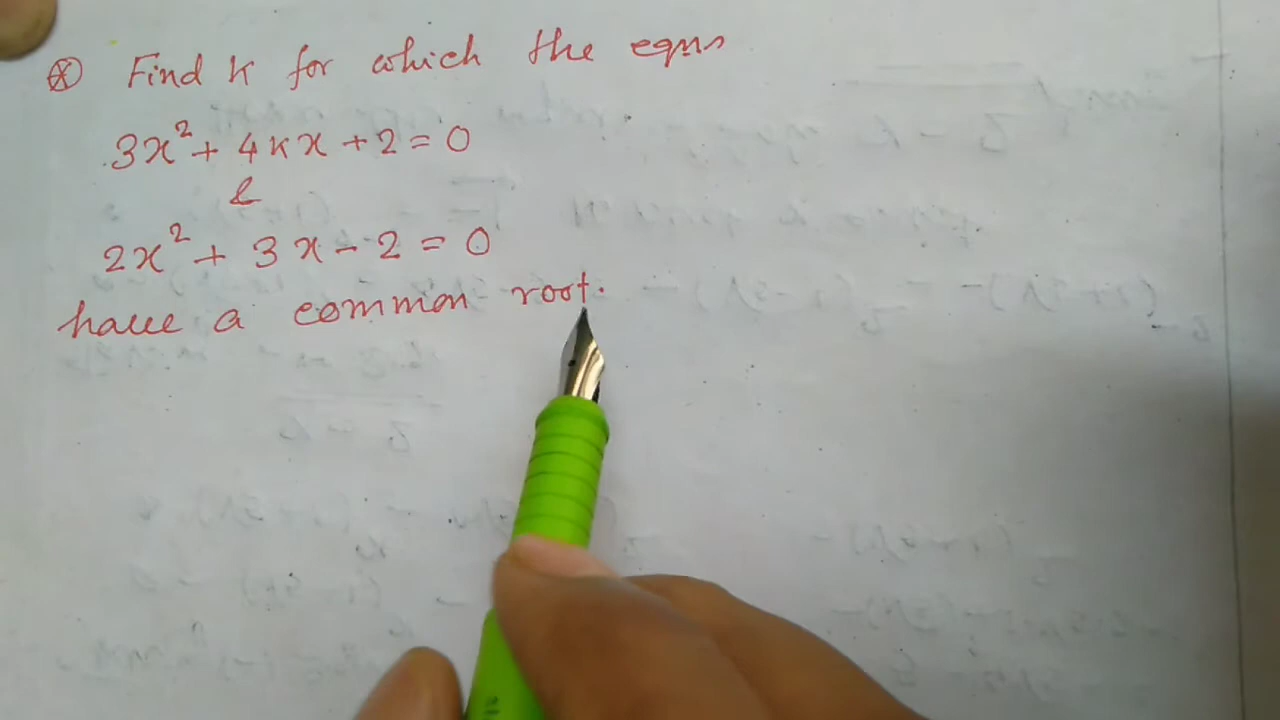 ⊗ Find k for which the eqns
3x² + 4kx + 2 = 0
&
2x² + 3x - 2 = 0
have a common root.